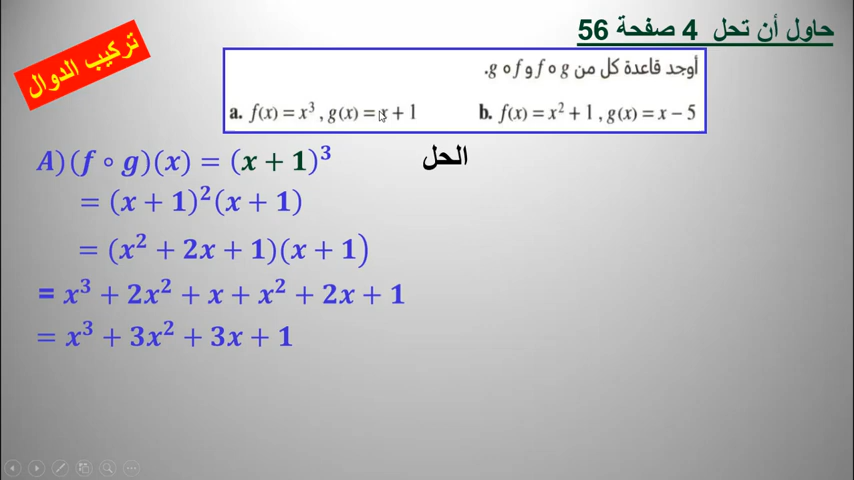 حاول أن تحل 4 صفحة 56
تركيب الدوال
أوجد قاعدة كل من f ∘ g و g ∘ f.
a. f(x) = x³ , g(x) = x + 1
b. f(x) = x² + 1 , g(x) = x − 5
الحل
A) (f ∘ g)(x) = (x + 1)³
= (x + 1)²(x + 1)
= (x² + 2x + 1)(x + 1)
= x³ + 2x² + x + x² + 2x + 1
= x³ + 3x² + 3x + 1